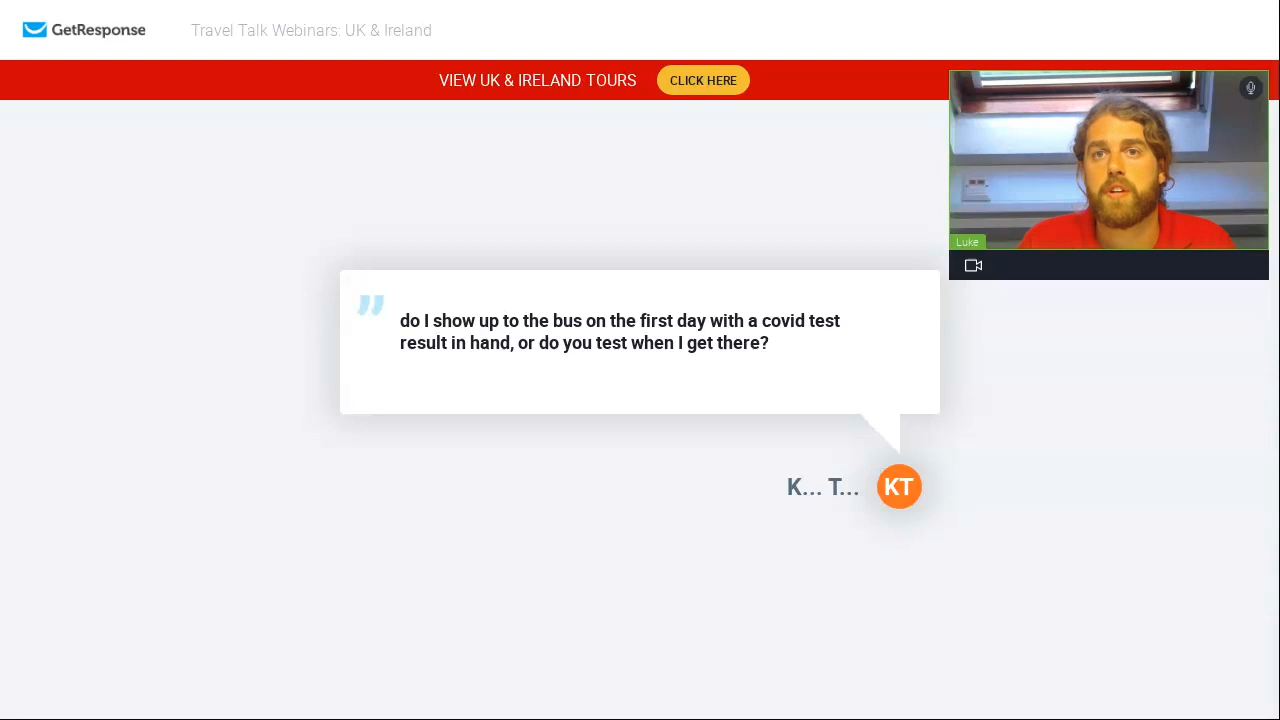 GetResponse
Travel Talk Webinars: UK & Ireland
VIEW UK & IRELAND TOURS
CLICK HERE
Luke
do I show up to the bus on the first day with a covid test
result in hand, or do you test when I get there?
K... T...
KT